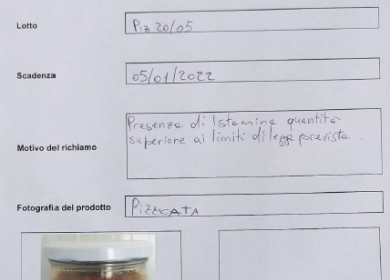 Lotto
Piz 20/05
Scadenza
05/01/2022
Presenza di Istamina quantità
superiore ai limiti di legge prevista.
Motivo del richiamo
Fotografia del prodotto
PIZZCATA